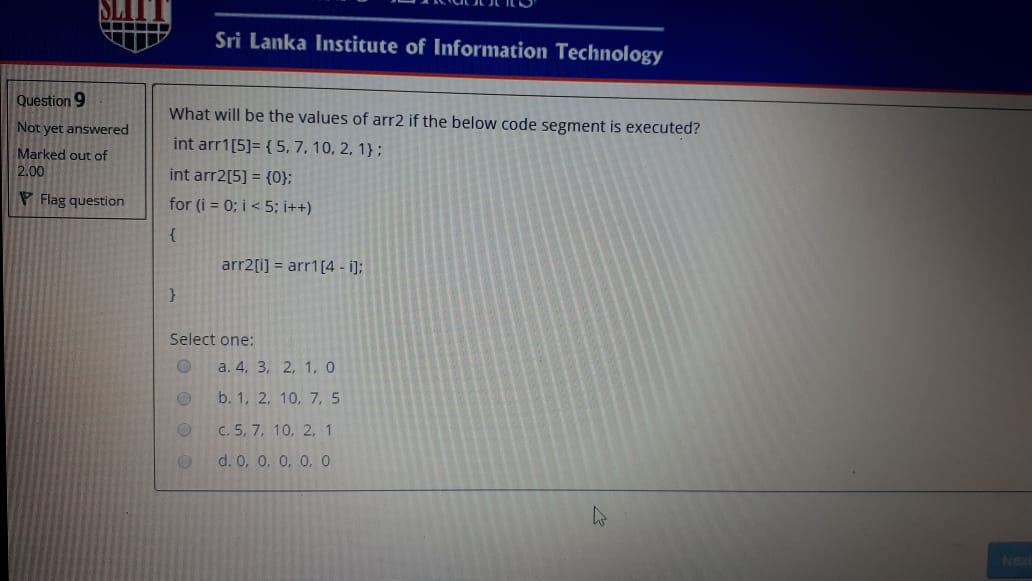 SLIIT
Sri Lanka Institute of Information Technology
Question 9
Not yet answered
Marked out of
2.00
Flag question
What will be the values of arr2 if the below code segment is executed?
int arr1[5]= { 5, 7, 10, 2, 1} ;
int arr2[5] = {0};
for (i = 0; i < 5; i++)
{
arr2[i] = arr1[4 - i];
}
Select one:
a. 4, 3, 2, 1, 0
b. 1, 2, 10, 7, 5
c. 5, 7, 10, 2, 1
d. 0, 0, 0, 0, 0